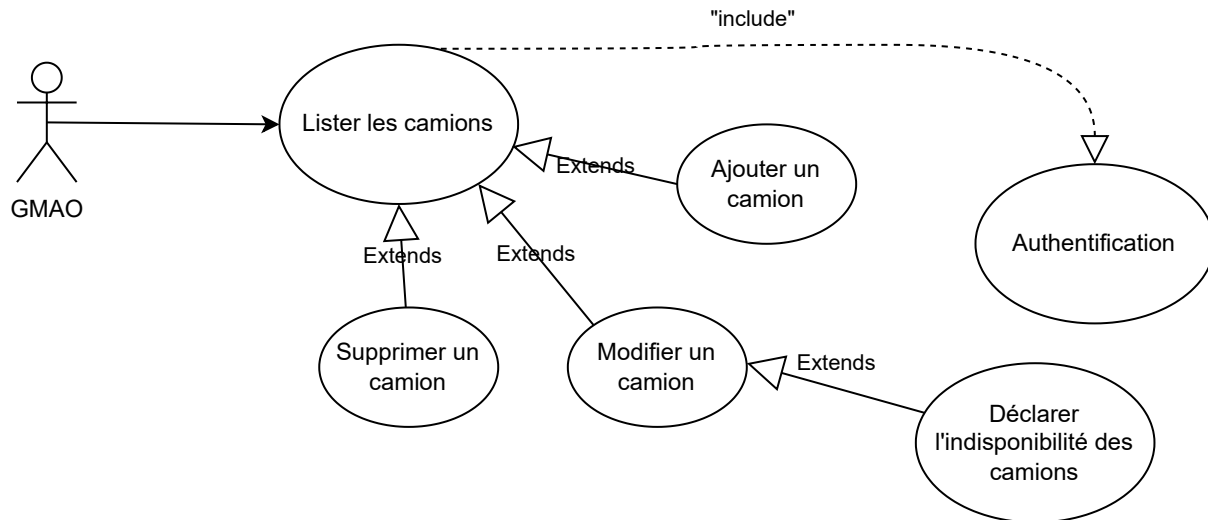 "include"
Lister les camions
Ajouter un
camion
Extends
GMAO
Authentification
Extends
Extends
Supprimer un
camion
Modifier un
camion
Extends
Déclarer
l'indisponibilité des
camions